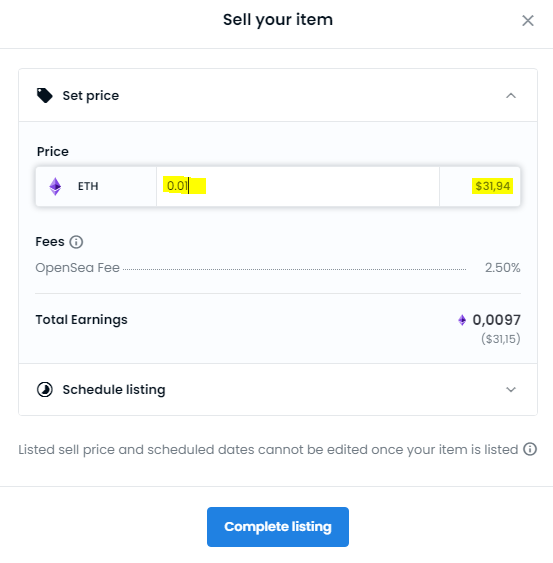 Sell your item
Set price
Price
ETH 0.01 $31,94
Fees
OpenSea Fee 2.50%
Total Earnings 0,0097
($31,15)
Schedule listing
Listed sell price and scheduled dates cannot be edited once your item is listed
Complete listing